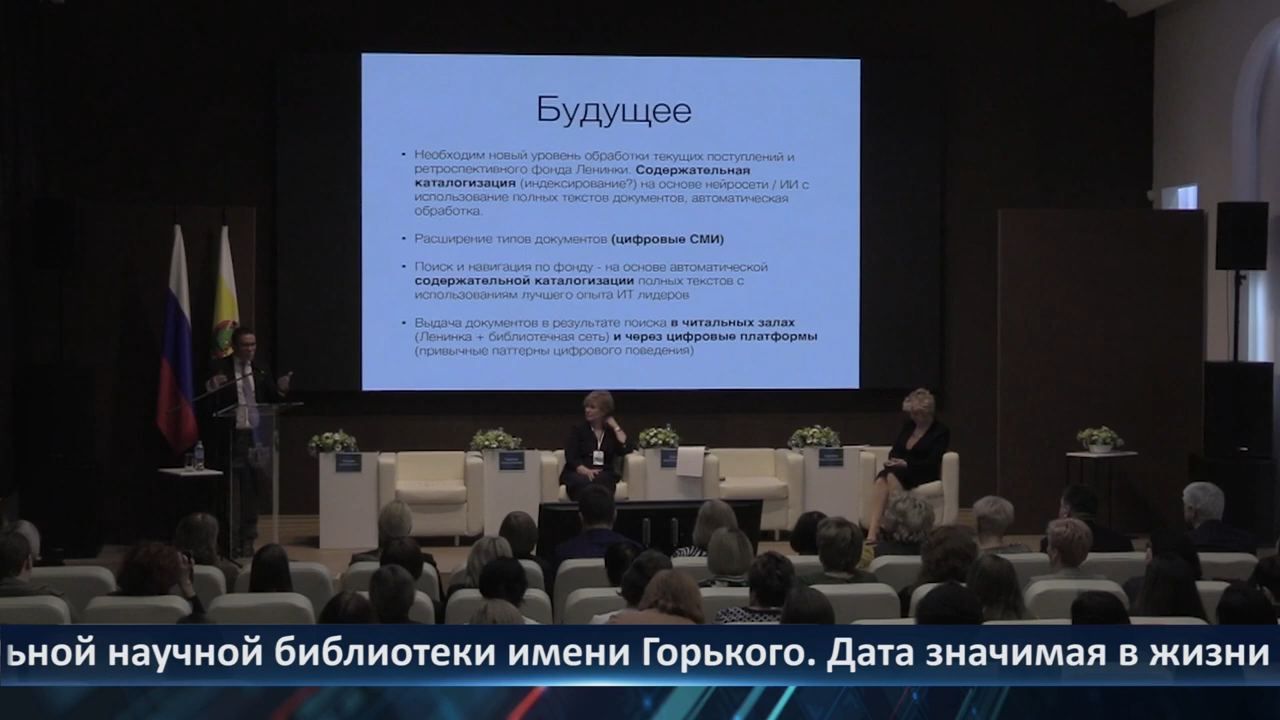 Будущее
• Необходим новый уровень обработки текущих поступлений и
ретроспективного фонда Ленинки. Содержательная
каталогизация (индексирование?) на основе нейросети / ИИ с
использование полных текстов документов, автоматическая
обработка.
• Расширение типов документов (цифровые СМИ)
• Поиск и навигация по фонду - на основе автоматической
содержательной каталогизации полных текстов с
использованиям лучшего опыта ИТ лидеров
• Выдача документов в результате поиска в читальных залах
(Ленинка + библиотечная сеть) и через цифровые платформы
(привычные паттерны цифрового поведения)
ьной научной библиотеки имени Горького. Дата значимая в жизни